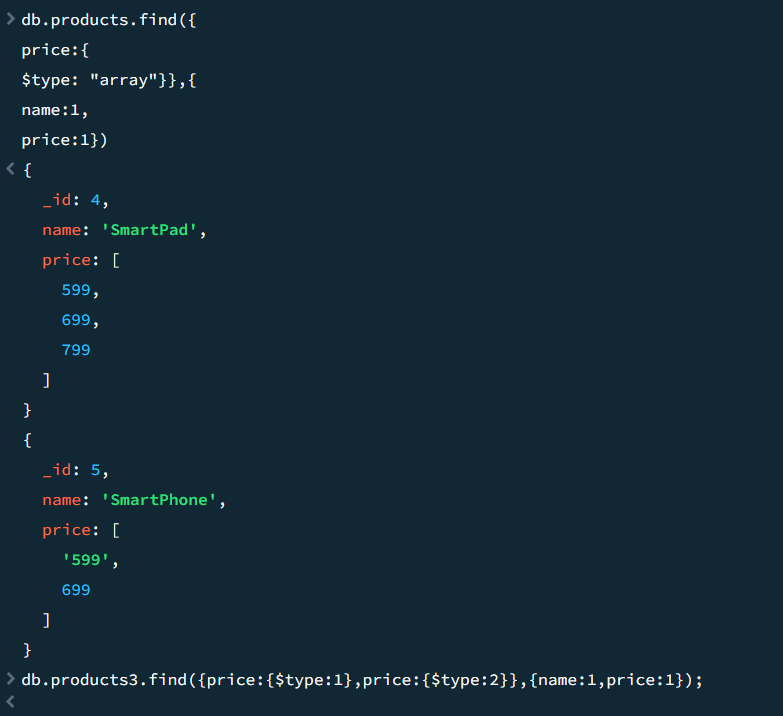 > db.products.find({
price:{
$type: "array"}},{
name:1,
price:1})
< {
_id: 4,
name: 'SmartPad',
price: [
599,
699,
799
]
}
{
_id: 5,
name: 'SmartPhone',
price: [
'599',
699
]
}
> db.products3.find({price:{$type:1},price:{$type:2}},{name:1,price:1});
<